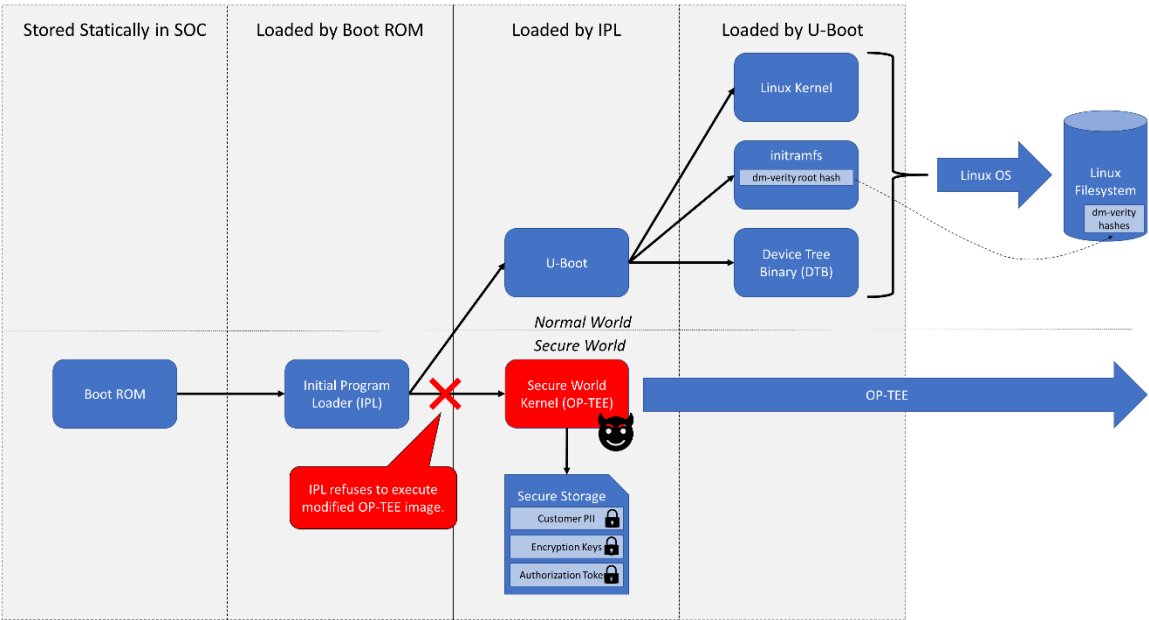 Stored Statically in SOC
Loaded by Boot ROM
Loaded by IPL
Loaded by U-Boot
Linux Kernel
initramfs
dm-verity root hash
Device Tree
Binary (DTB)
Linux OS
Linux
Filesystem
dm-verity
hashes
U-Boot
Normal World
Secure World
Boot ROM
Initial Program
Loader (IPL)
Secure World
Kernel (OP-TEE)
OP-TEE
IPL refuses to execute
modified OP-TEE image.
Secure Storage
Customer PII
Encryption Keys
Authorization Token